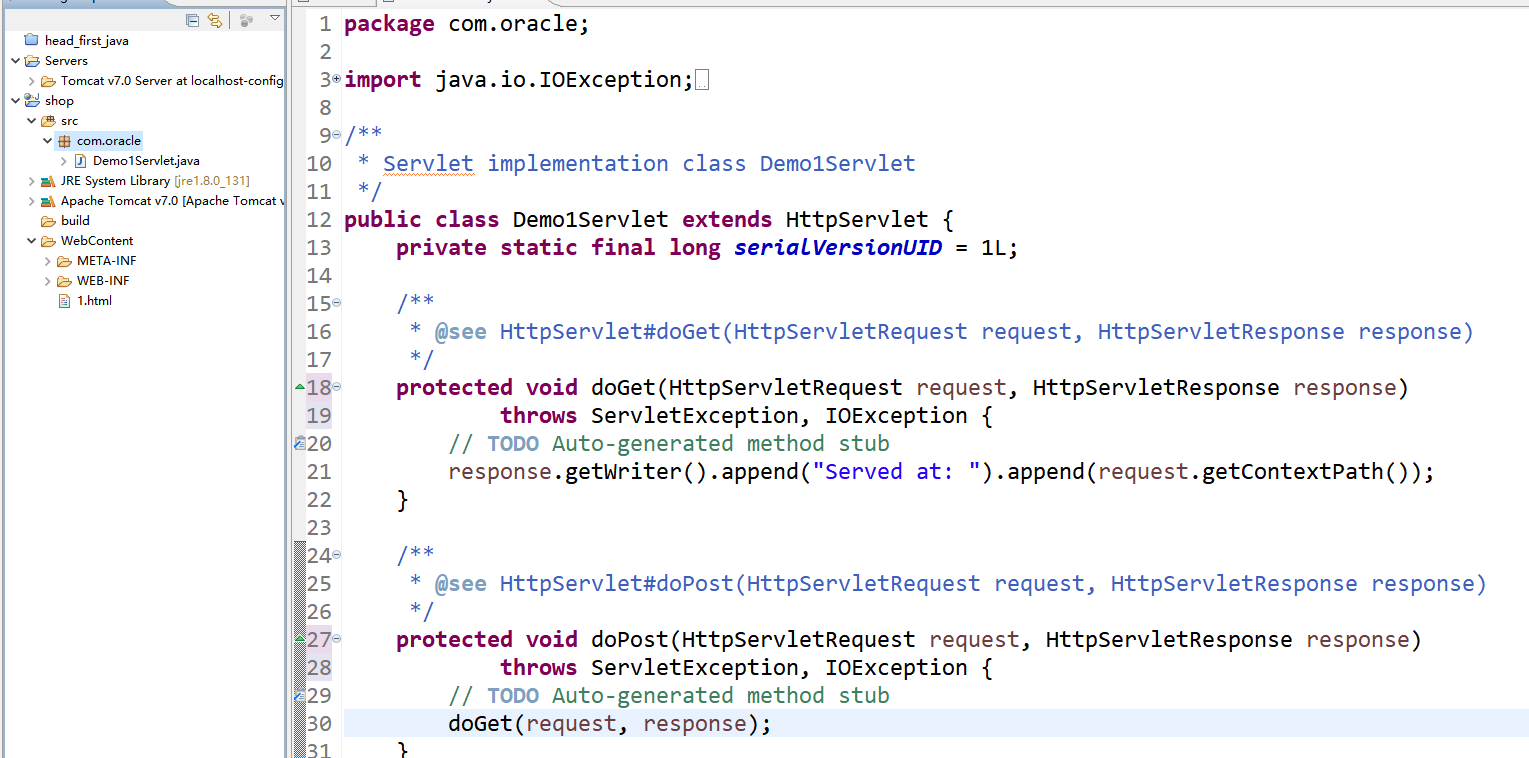 head_first_java
Servers
Tomcat v7.0 Server at localhost-config
shop
src
com.oracle
Demo1Servlet.java
JRE System Library [jre1.8.0_131]
Apache Tomcat v7.0 [Apache Tomcat v
build
WebContent
META-INF
WEB-INF
1.html
1 package com.oracle;
2
3 import java.io.IOException;
8
9 /**
10 * Servlet implementation class Demo1Servlet
11 */
12 public class Demo1Servlet extends HttpServlet {
13 private static final long serialVersionUID = 1L;
14
15 /**
16 * @see HttpServlet#doGet(HttpServletRequest request, HttpServletResponse response)
17 */
18 protected void doGet(HttpServletRequest request, HttpServletResponse response)
19 throws ServletException, IOException {
20 // TODO Auto-generated method stub
21 response.getWriter().append("Served at: ").append(request.getContextPath());
22 }
23
24 /**
25 * @see HttpServlet#doPost(HttpServletRequest request, HttpServletResponse response)
26 */
27 protected void doPost(HttpServletRequest request, HttpServletResponse response)
28 throws ServletException, IOException {
29 // TODO Auto-generated method stub
30 doGet(request, response);
31 }